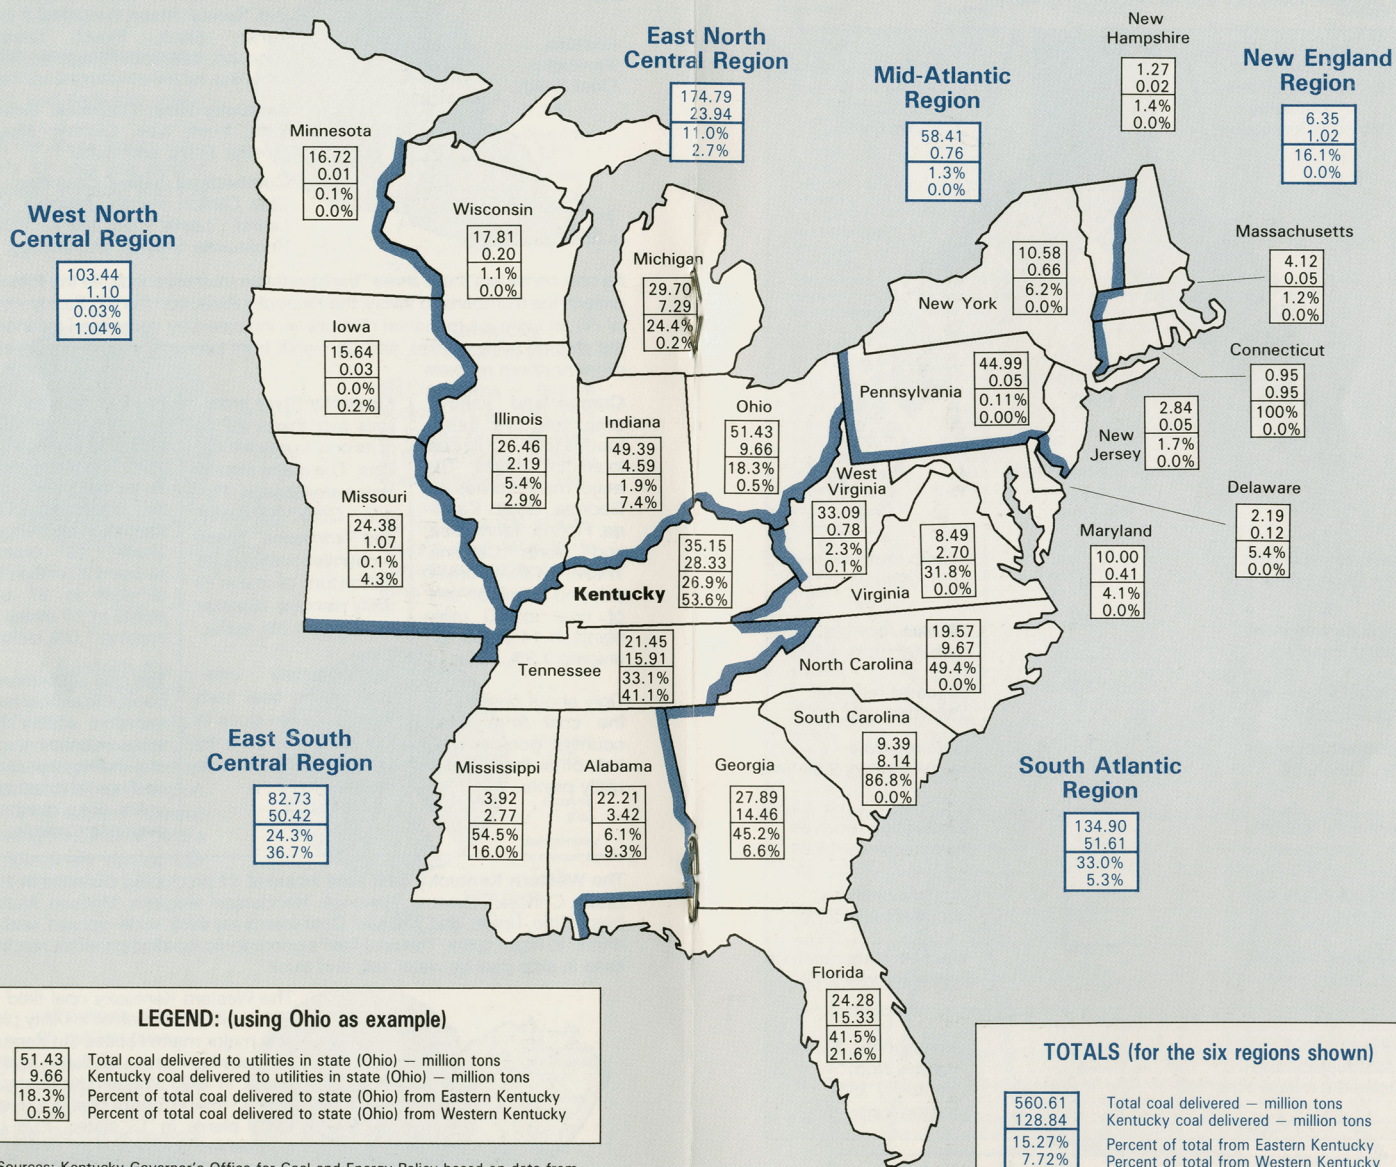 New
Hampshire
1.27
0.02
1.4%
0.0%
East North
Central Region
174.79
23.94
11.0%
2.7%
Mid-Atlantic
Region
58.41
0.76
1.3%
0.0%
New England
Region
6.35
1.02
16.1%
0.0%
Minnesota
16.72
0.01
0.1%
0.0%
West North
Central Region
103.44
1.10
0.03%
1.04%
Wisconsin
17.81
0.20
1.1%
0.0%
Michigan
29.70
7.29
24.4%
0.2%
New York
10.58
0.66
6.2%
0.0%
Massachusetts
4.12
0.05
1.2%
0.0%
Iowa
15.64
0.03
0.0%
0.2%
Connecticut
0.95
0.95
100%
0.0%
Pennsylvania
44.99
0.05
0.11%
0.00%
Illinois
26.46
2.19
5.4%
2.9%
Indiana
49.39
4.59
1.9%
7.4%
Ohio
51.43
9.66
18.3%
0.5%
New
Jersey
2.84
0.05
1.7%
0.0%
West
Virginia
33.09
0.78
2.3%
0.1%
Delaware
2.19
0.12
5.4%
0.0%
Missouri
24.38
1.07
0.1%
4.3%
Maryland
10.00
0.41
4.1%
0.0%
Kentucky
35.15
28.33
26.9%
53.6%
Virginia
8.49
2.70
31.8%
0.0%
Tennessee
21.45
15.91
33.1%
41.1%
North Carolina
19.57
9.67
49.4%
0.0%
South Carolina
9.39
8.14
86.8%
0.0%
East South
Central Region
82.73
50.42
24.3%
36.7%
Mississippi
3.92
2.77
54.5%
16.0%
Alabama
22.21
3.42
6.1%
9.3%
Georgia
27.89
14.46
45.2%
6.6%
South Atlantic
Region
134.90
51.61
33.0%
5.3%
Florida
24.28
15.33
41.5%
21.6%
LEGEND: (using Ohio as example)
51.43 Total coal delivered to utilities in state (Ohio) — million tons
9.66 Kentucky coal delivered to utilities in state (Ohio) — million tons
18.3% Percent of total coal delivered to state (Ohio) from Eastern Kentucky
0.5% Percent of total coal delivered to state (Ohio) from Western Kentucky
TOTALS (for the six regions shown)
560.61 Total coal delivered — million tons
128.84 Kentucky coal delivered — million tons
15.27% Percent of total from Eastern Kentucky
7.72% Percent of total from Western Kentucky
Sources: Kentucky Governor's Office for Coal and Energy Policy based on data from